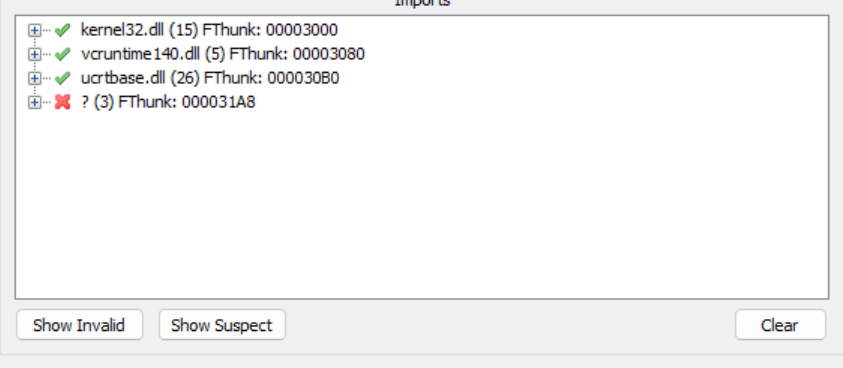 Imports
kernel32.dll (15) FThunk: 00003000
vcruntime140.dll (5) FThunk: 00003080
ucrtbase.dll (26) FThunk: 000030B0
? (3) FThunk: 000031A8
Show Invalid Show Suspect Clear